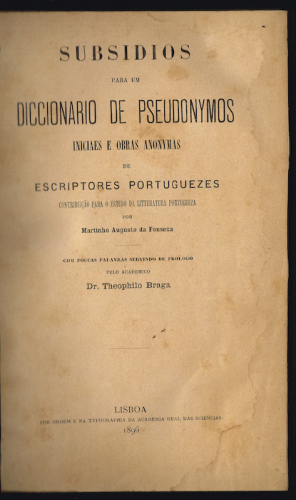 SUBSIDIOS
PARA UM
DICCIONARIO DE PSEUDONYMOS
INICIAES E OBRAS ANONYMAS
DE
ESCRIPTORES PORTUGUEZES
CONTRIBUIÇÃO PARA O ESTUDO DA LITTERATURA PORTUGUEZA
POR
Martinho Augusto da Fonseca
COM POUCAS PALAVRAS SERVINDO DE PROLOGO
PELO ACADEMICO
Dr. Theophilo Braga
LISBOA
POR ORDEM E NA TYPOGRAPHIA DA ACADEMIA REAL DAS SCIENCIAS
1896